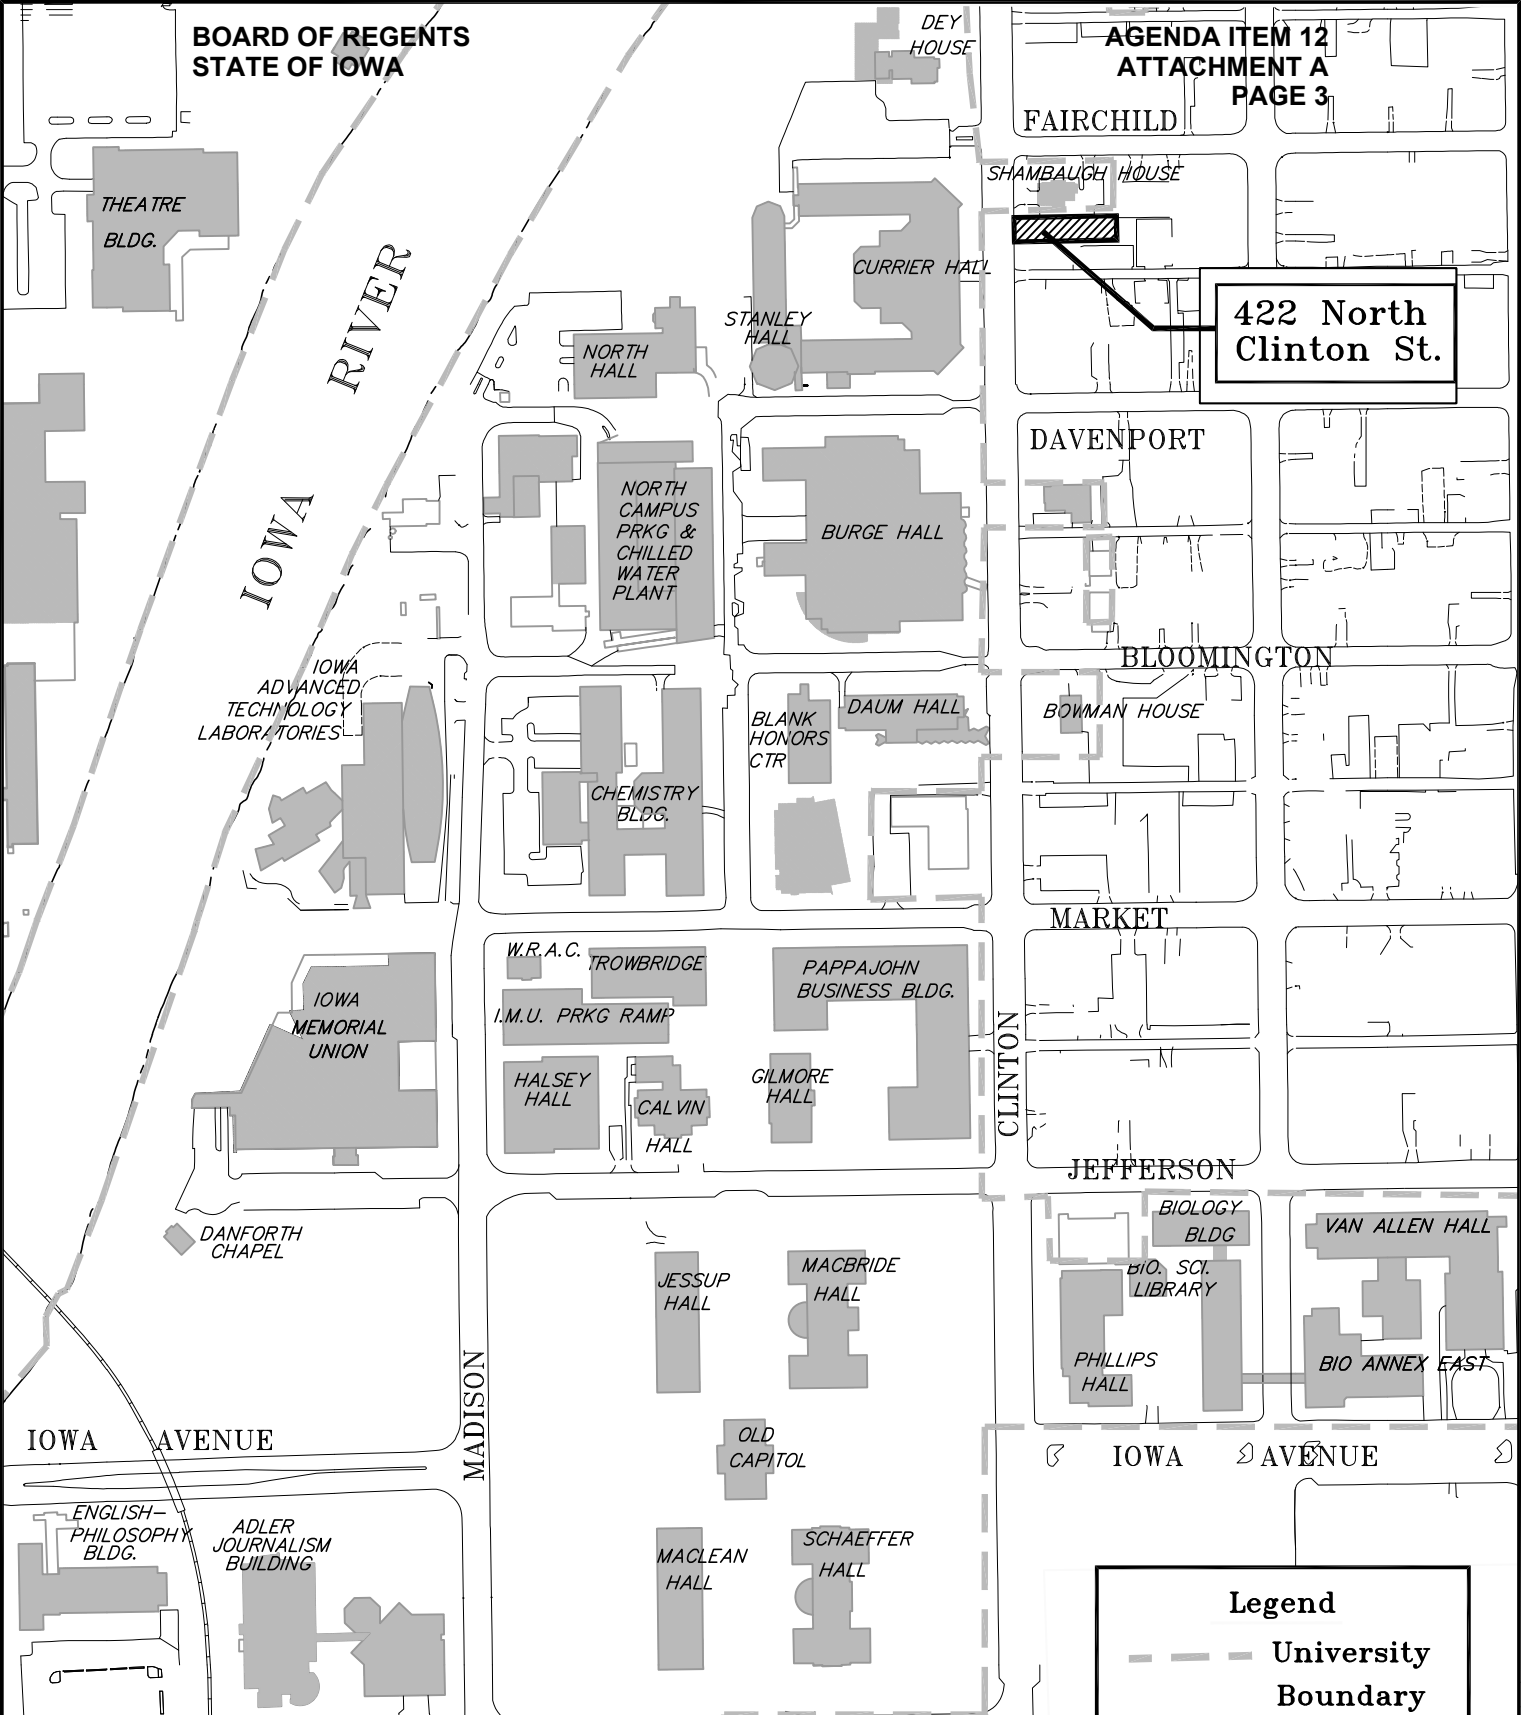 BOARD OF REGENTS
STATE OF IOWA
AGENDA ITEM 12
ATTACHMENT A
PAGE 3
DEY
HOUSE
FAIRCHILD
SHAMBAUGH HOUSE
THEATRE
BLDG.
CURRIER HALL
STANLEY
HALL
NORTH
HALL
422 North
Clinton St.
IOWA RIVER
DAVENPORT
NORTH
CAMPUS
PRKG &
CHILLED
WATER
PLANT
BURGE HALL
BLOOMINGTON
IOWA
ADVANCED
TECHNOLOGY
LABORATORIES
BLANK
HONORS
CTR
DAUM HALL
BOWMAN HOUSE
CHEMISTRY
BLDG.
MARKET
W.R.A.C.
TROWBRIDGE
PAPPAJOHN
BUSINESS BLDG.
IOWA
MEMORIAL
UNION
I.M.U. PRKG RAMP
CLINTON
HALSEY
HALL
CALVIN
HALL
GILMORE
HALL
JEFFERSON
DANFORTH
CHAPEL
BIOLOGY
BLDG
VAN ALLEN HALL
JESSUP
HALL
MACBRIDE
HALL
BIO. SCI.
LIBRARY
PHILLIPS
HALL
BIO ANNEX EAST
MADISON
IOWA AVENUE
OLD
CAPITOL
IOWA AVENUE
ENGLISH-
PHILOSOPHY
BLDG.
ADLER
JOURNALISM
BUILDING
MACLEAN
HALL
SCHAEFFER
HALL
Legend
University
Boundary